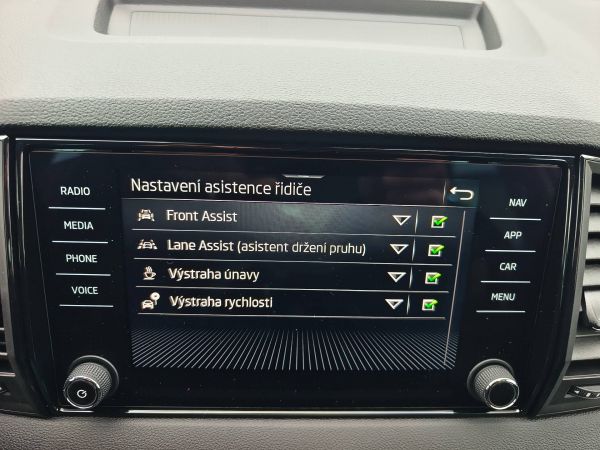 Nastavení asistence řidiče
RADIO
MEDIA
PHONE
VOICE
Front Assist
Lane Assist (asistent držení pruhu)
Výstraha únavy
Výstraha rychlosti
NAV
APP
CAR
MENU